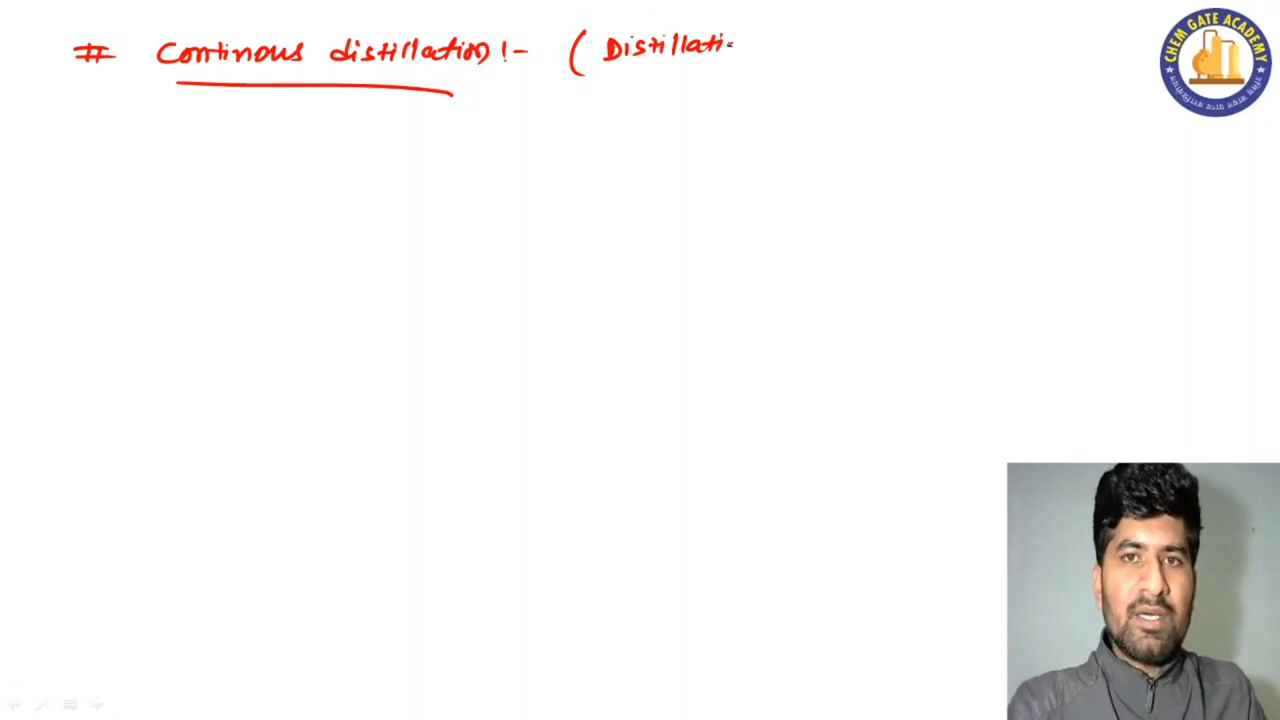 # Continous distillation :- ( Distillati
CHEM GATE ACADEMY